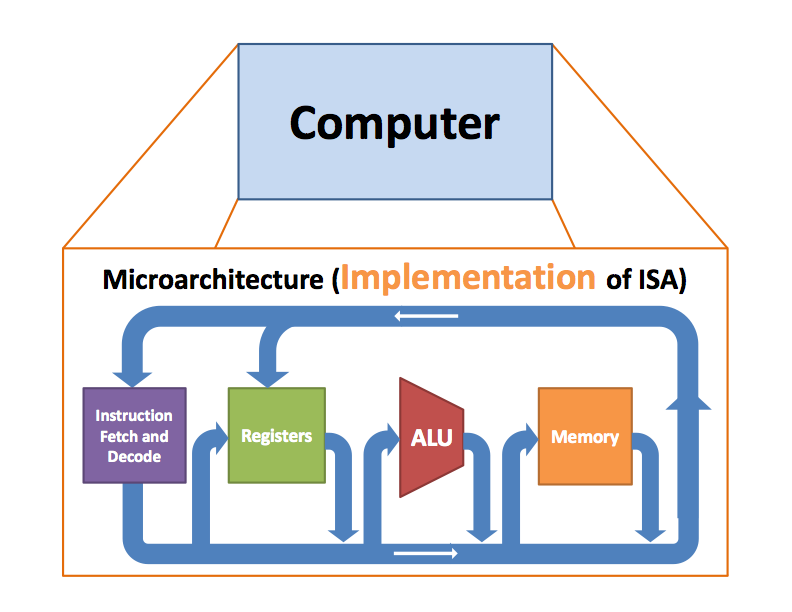 Computer
Microarchitecture (Implementation of ISA)
Instruction
Fetch and
Decode
Registers
ALU
Memory